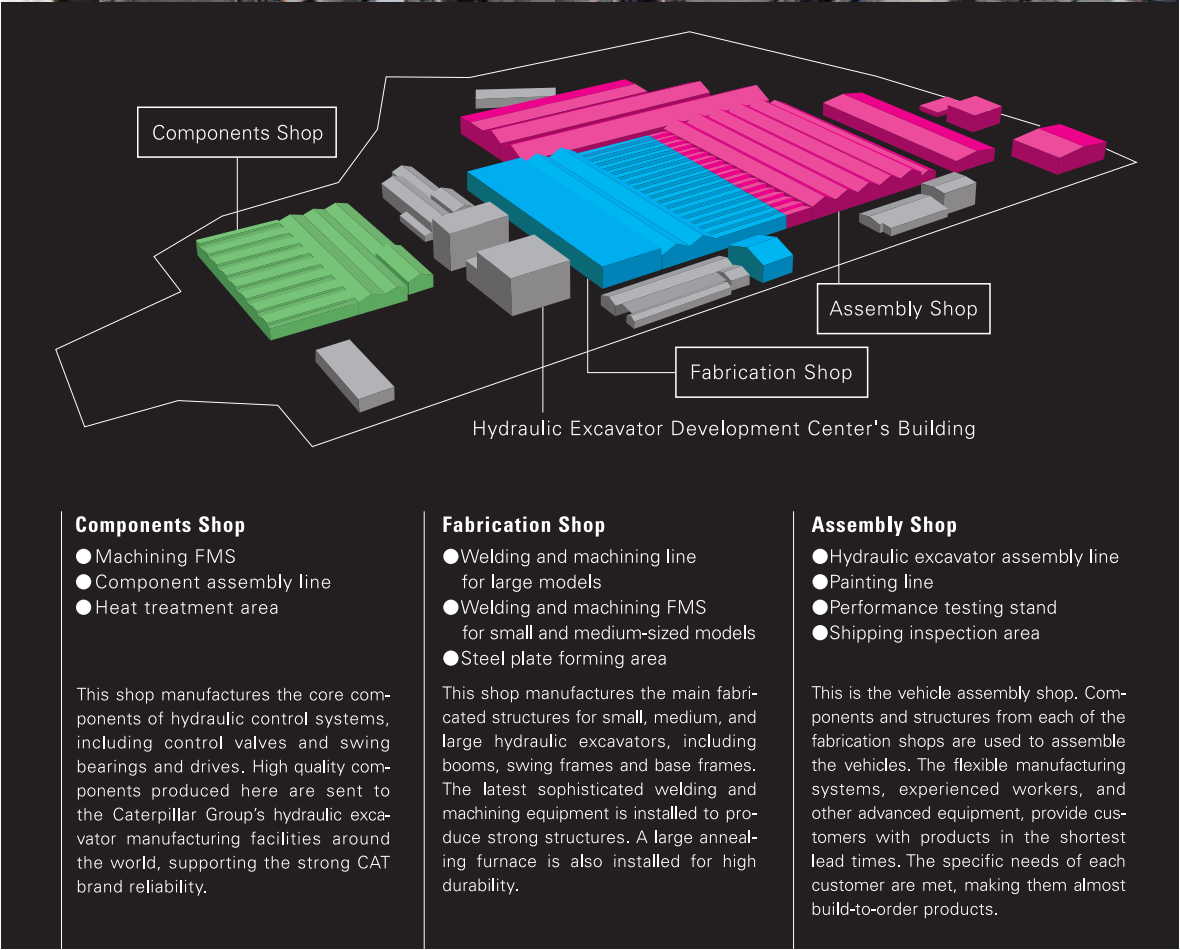 Components Shop
Assembly Shop
Fabrication Shop
Hydraulic Excavator Development Center's Building
Components Shop
●Machining FMS
●Component assembly line
●Heat treatment area
This shop manufactures the core com-
ponents of hydraulic control systems,
including control valves and swing
bearings and drives. High quality com-
ponents produced here are sent to
the Caterpillar Group's hydraulic exca-
vator manufacturing facilities around
the world, supporting the strong CAT
brand reliability.
Fabrication Shop
●Welding and machining line
for large models
●Welding and machining FMS
for small and medium-sized models
●Steel plate forming area
This shop manufactures the main fabri-
cated structures for small, medium, and
large hydraulic excavators, including
booms, swing frames and base frames.
The latest sophisticated welding and
machining equipment is installed to pro-
duce strong structures. A large anneal-
ing furnace is also installed for high
durability.
Assembly Shop
●Hydraulic excavator assembly line
●Painting line
●Performance testing stand
●Shipping inspection area
This is the vehicle assembly shop. Com-
ponents and structures from each of the
fabrication shops are used to assemble
the vehicles. The flexible manufacturing
systems, experienced workers, and
other advanced equipment, provide cus-
tomers with products in the shortest
lead times. The specific needs of each
customer are met, making them almost
build-to-order products.